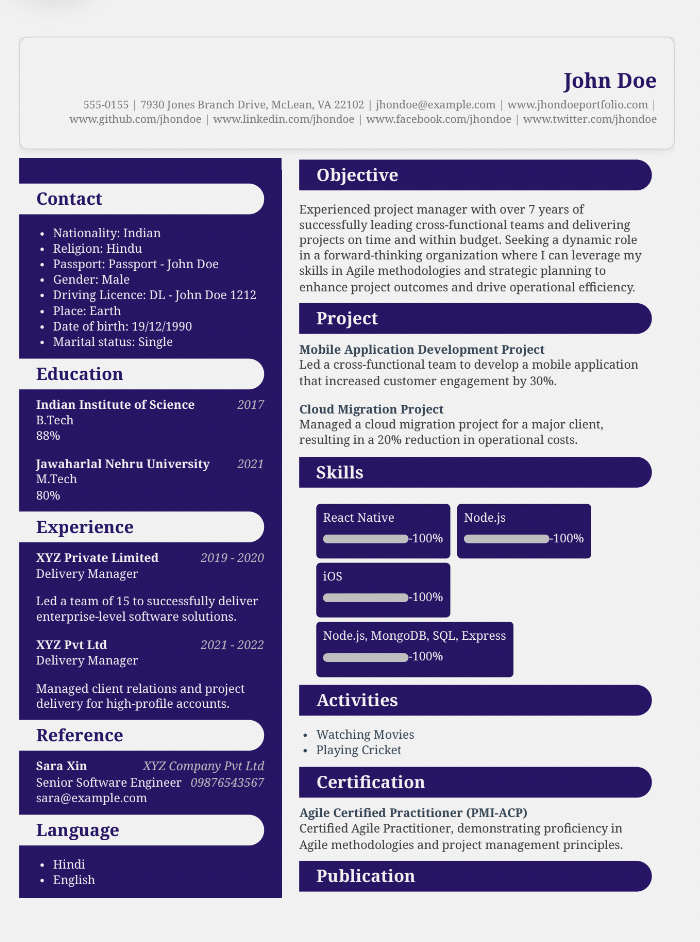 John Doe
555-0155 | 7930 Jones Branch Drive, McLean, VA 22102 | jhondoe@example.com | www.jhondoeportfolio.com |
www.github.com/jhondoe | www.linkedin.com/jhondoe | www.facebook.com/jhondoe | www.twitter.com/jhondoe
Contact
• Nationality: Indian
• Religion: Hindu
• Passport: Passport - John Doe
• Gender: Male
• Driving Licence: DL - John Doe 1212
• Place: Earth
• Date of birth: 19/12/1990
• Marital status: Single
Education
Indian Institute of Science 2017
B.Tech
88%
Jawaharlal Nehru University 2021
M.Tech
80%
Experience
XYZ Private Limited 2019 - 2020
Delivery Manager
Led a team of 15 to successfully deliver
enterprise-level software solutions.
XYZ Pvt Ltd 2021 - 2022
Delivery Manager
Managed client relations and project
delivery for high-profile accounts.
Reference
Sara Xin XYZ Company Pvt Ltd
Senior Software Engineer 09876543567
sara@example.com
Language
• Hindi
• English
Objective
Experienced project manager with over 7 years of
successfully leading cross-functional teams and delivering
projects on time and within budget. Seeking a dynamic role
in a forward-thinking organization where I can leverage my
skills in Agile methodologies and strategic planning to
enhance project outcomes and drive operational efficiency.
Project
Mobile Application Development Project
Led a cross-functional team to develop a mobile application
that increased customer engagement by 30%.
Cloud Migration Project
Managed a cloud migration project for a major client,
resulting in a 20% reduction in operational costs.
Skills
React Native
-100%
Node.js
-100%
iOS
-100%
Node.js, MongoDB, SQL, Express
-100%
Activities
• Watching Movies
• Playing Cricket
Certification
Agile Certified Practitioner (PMI-ACP)
Certified Agile Practitioner, demonstrating proficiency in
Agile methodologies and project management principles.
Publication